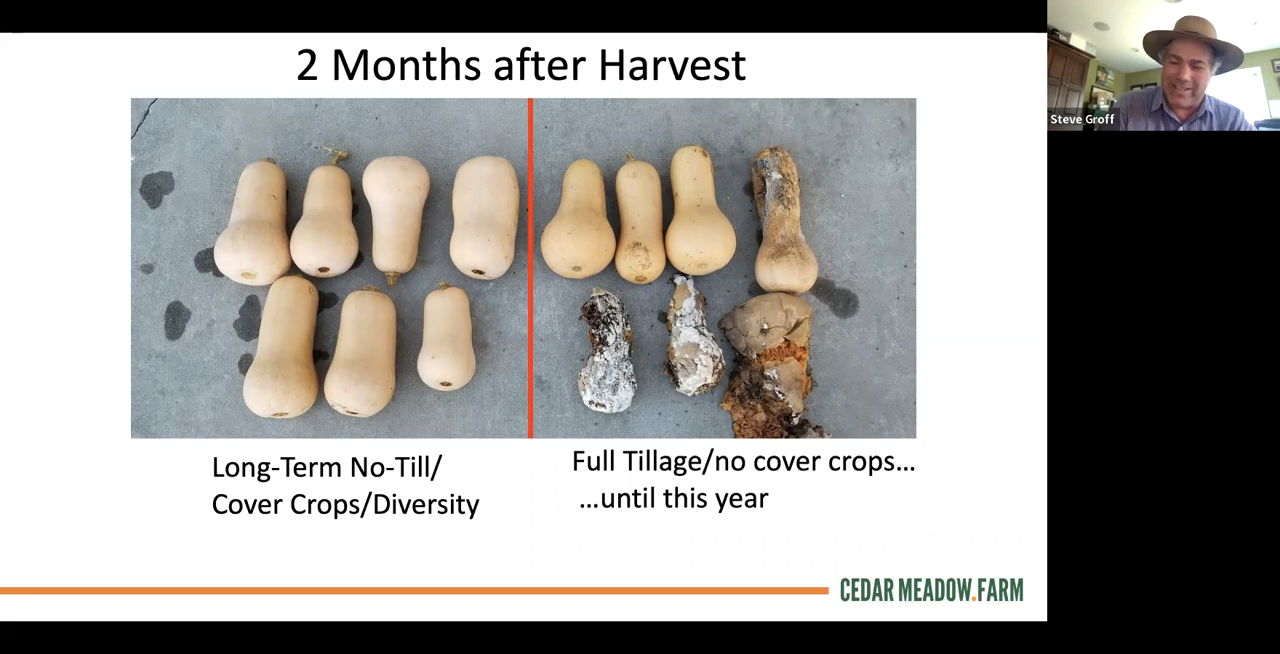 2 Months after Harvest
Steve Groff
Long-Term No-Till/
Cover Crops/Diversity
Full Tillage/no cover crops...
...until this year
CEDAR MEADOW.FARM